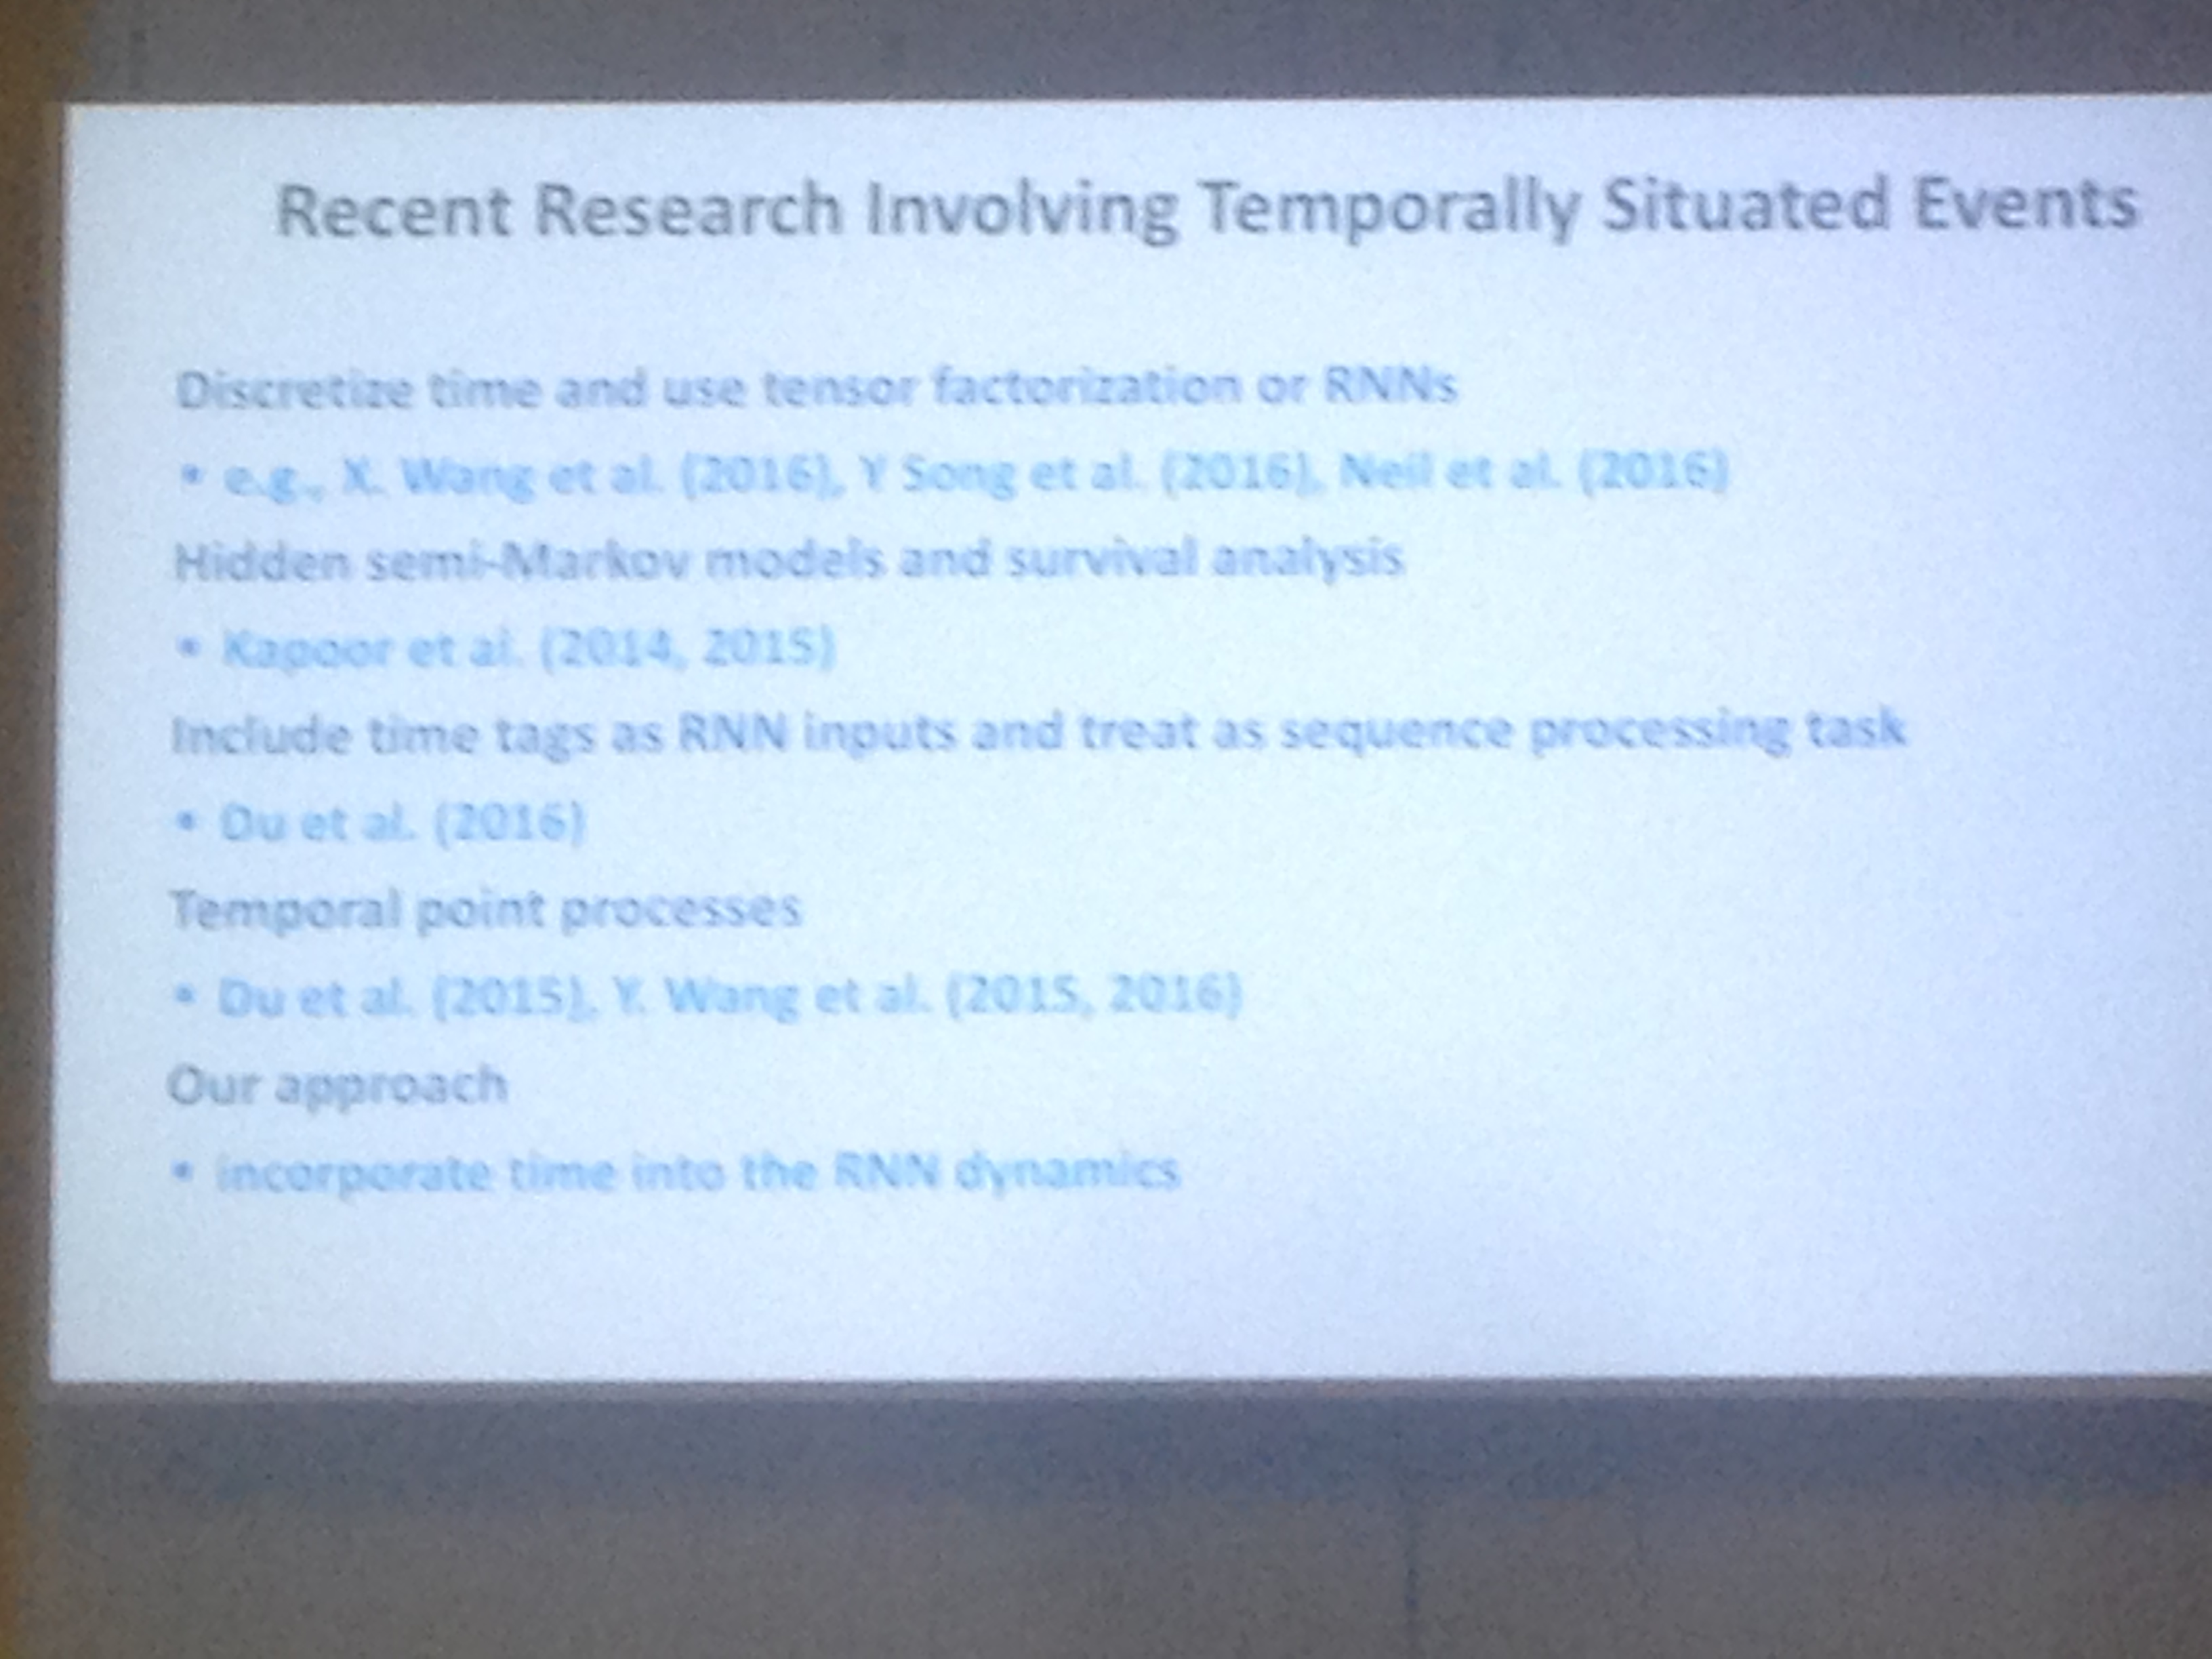 Recent Research Involving Temporally Situated Events
Discretize time and use tensor factorization or RNNs
• e.g., X. Wang et al. (2016), Y Song et al. (2016), Neil et al. (2016)
Hidden semi-Markov models and survival analysis
• Kapoor et al. (2014, 2015)
Include time tags as RNN inputs and treat as sequence processing task
• Du et al. (2016)
Temporal point processes
• Du et al. (2015), Y. Wang et al. (2015, 2016)
Our approach
• incorporate time into the RNN dynamics